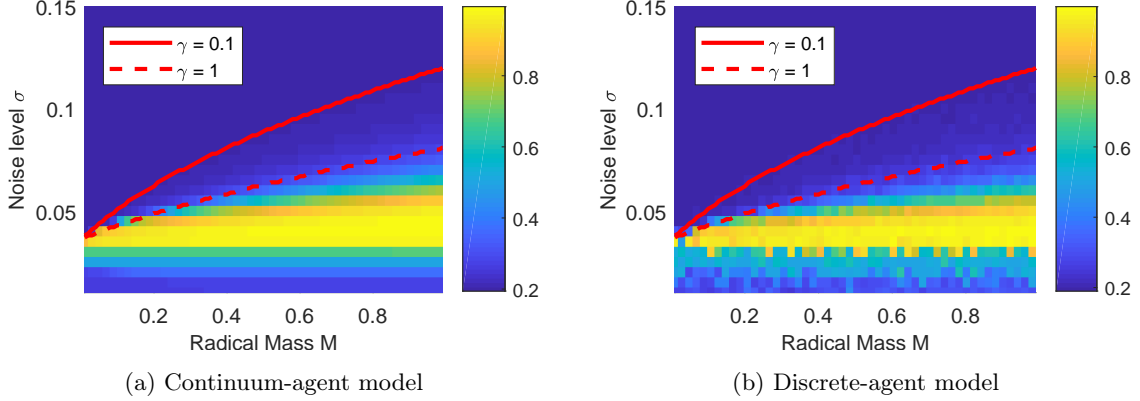 0.15
0.1
0.05
Noise level σ
γ = 0.1
γ = 1
0.2 0.4 0.6 0.8
Radical Mass M
0.8
0.6
0.4
0.2
(a) Continuum-agent model
0.15
0.1
0.05
Noise level σ
γ = 0.1
γ = 1
0.2 0.4 0.6 0.8
Radical Mass M
0.8
0.6
0.4
0.2
(b) Discrete-agent model